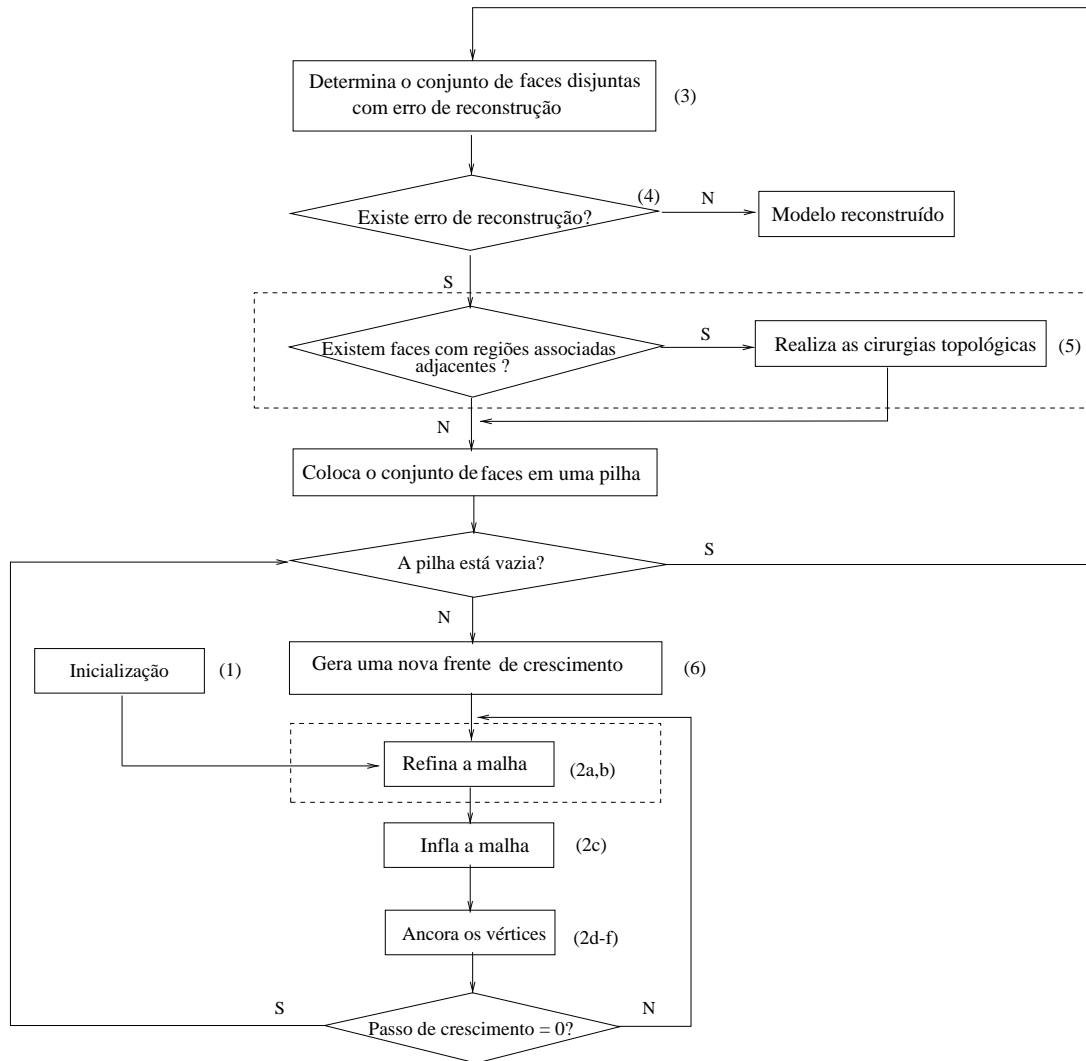 Determina o conjunto de faces disjuntas
com erro de reconstrução
(3)
(4)
Existe erro de reconstrução?
N
Modelo reconstruído
S
Existem faces com regiões associadas
adjacentes ?
S
Realiza as cirurgias topológicas
(5)
N
Coloca o conjunto de faces em uma pilha
A pilha está vazia?
S
N
Inicialização
(1)
Gera uma nova frente de crescimento
(6)
Refina a malha
(2a,b)
Infla a malha
(2c)
Ancora os vértices
(2d-f)
S
Passo de crescimento = 0?
N